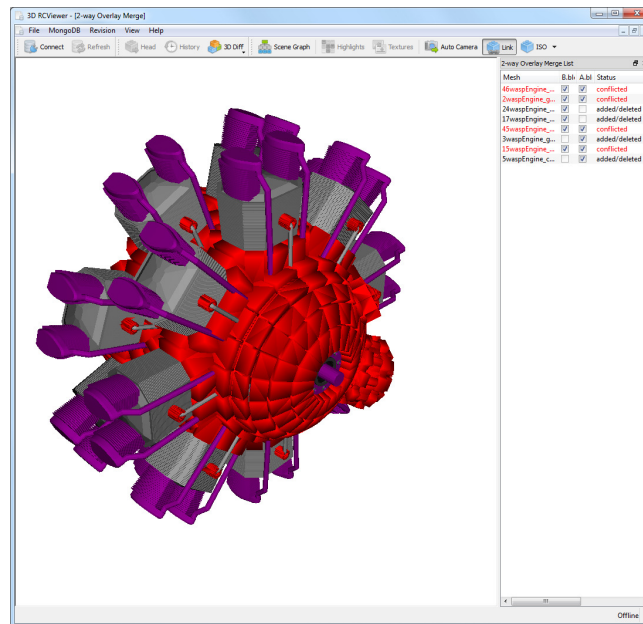 3D RCViewer - [2-way Overlay Merge]
File MongoDB Revision View Help
Connect Refresh Head History 3D Diff Scene Graph Highlights Textures Auto Camera Link ISO
2-way Overlay Merge List
Mesh B.bl A.bl Status
46waspEngine_... conflicted
2waspEngine_g... conflicted
24waspEngine_... added/deleted
17waspEngine_... added/deleted
45waspEngine_... conflicted
3waspEngine_g... added/deleted
15waspEngine_... conflicted
5waspEngine_c... added/deleted
Offline